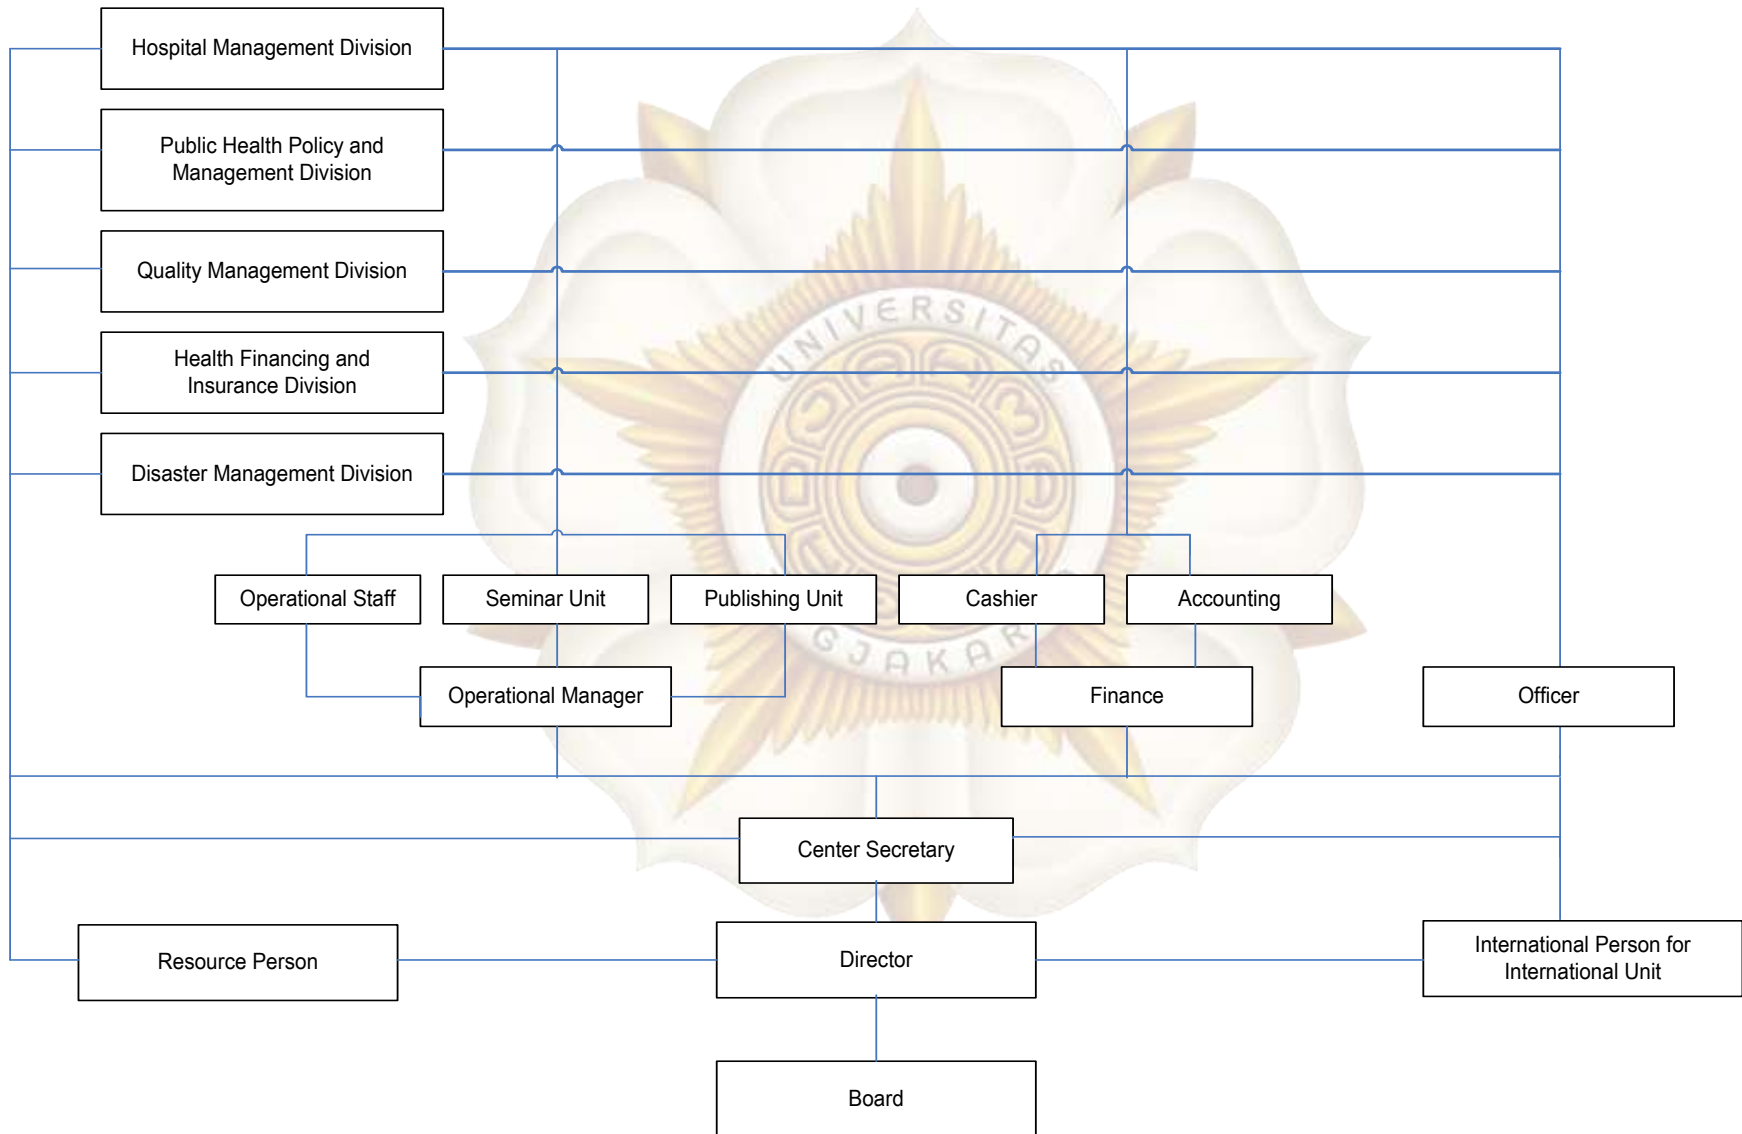 Hospital Management Division
Public Health Policy and
Management Division
Quality Management Division
Health Financing and
Insurance Division
Disaster Management Division
Operational Staff
Seminar Unit
Publishing Unit
Cashier
Accounting
Operational Manager
Finance
Officer
Center Secretary
Resource Person
Director
International Person for
International Unit
Board
UNIVERSITAS